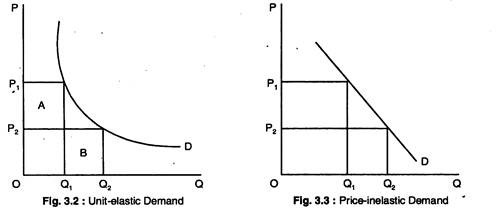 P
P1
A
P2
B
D
O
Q1
Q2
Q
Fig. 3.2 : Unit-elastic Demand
P
P1
P2
D
O
Q1
Q2
Q
Fig. 3.3 : Price-inelastic Demand